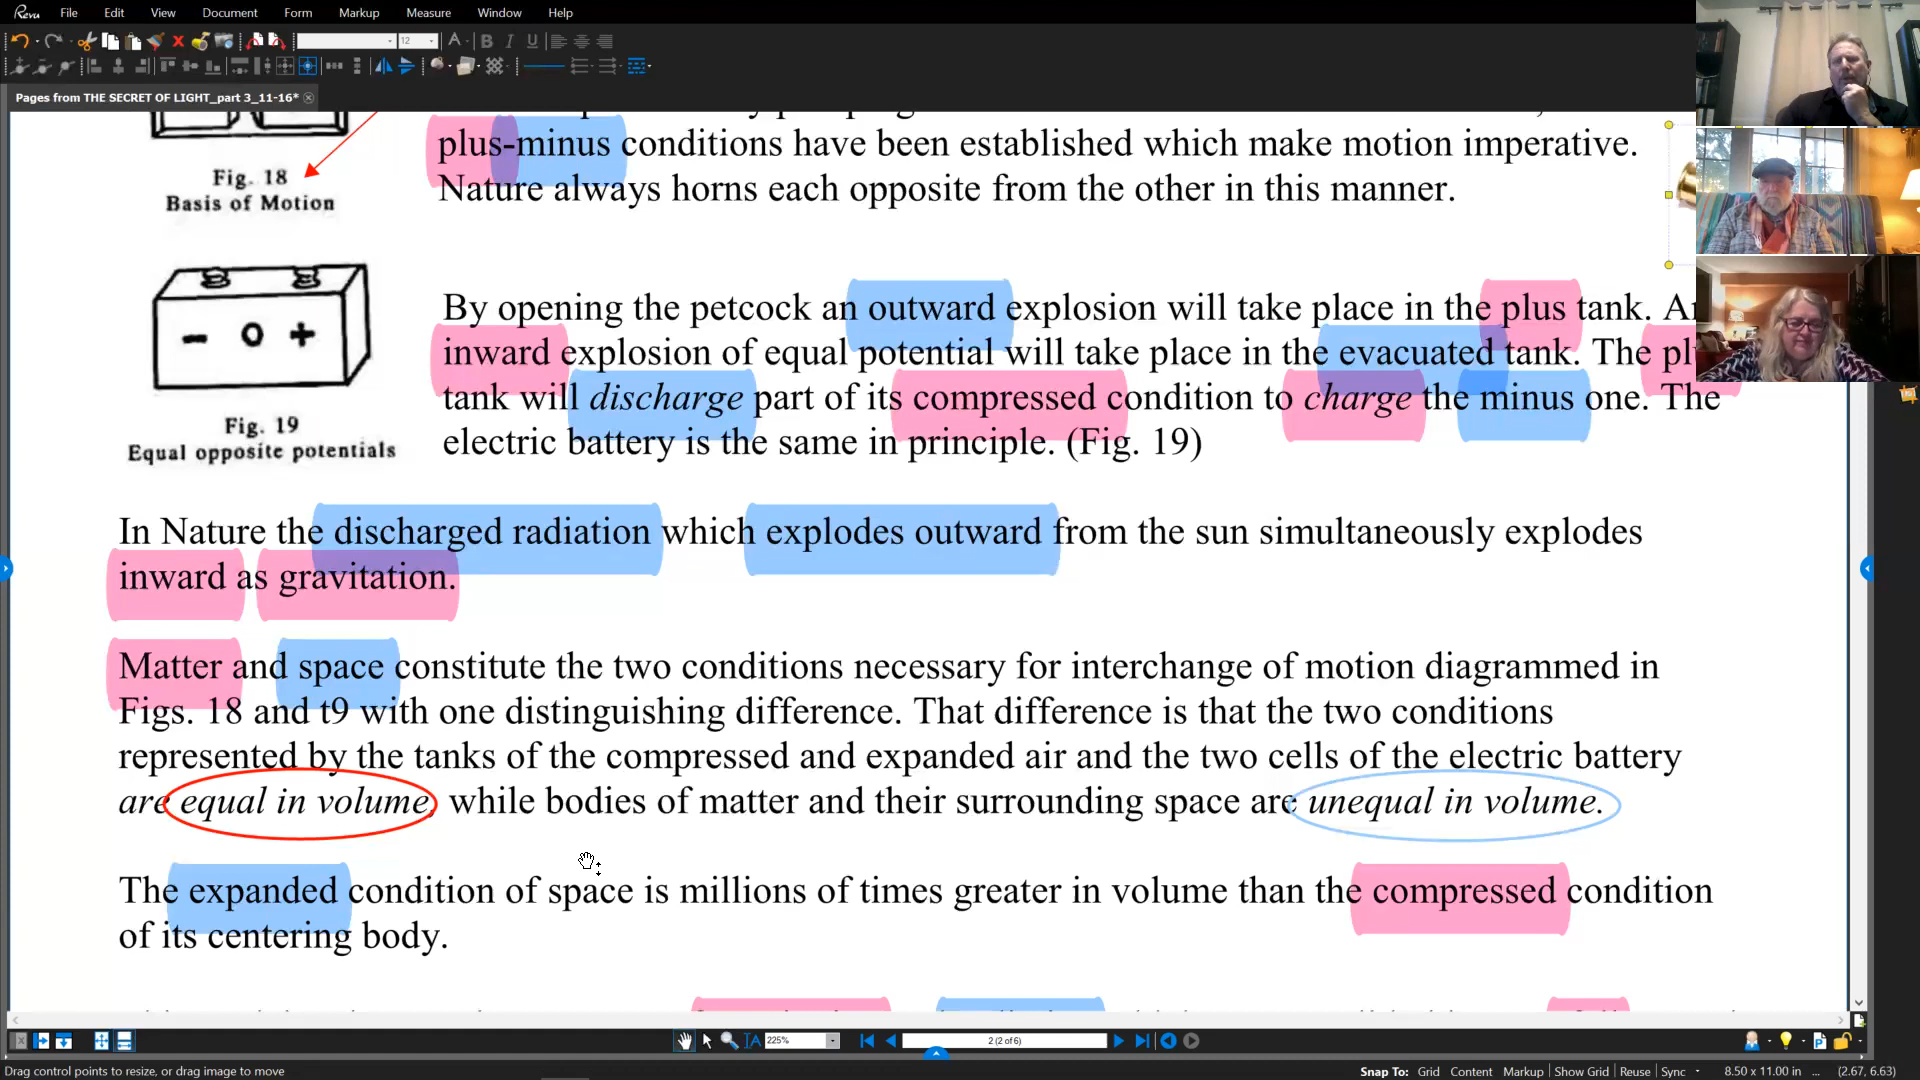 Revu File Edit View Document Form Markup Measure Window Help
12
Pages from THE SECRET OF LIGHT_part 3_11-16*
plus-minus conditions have been established which make motion imperative.
Nature always horns each opposite from the other in this manner.
Fig. 18
Basis of Motion
- 0 +
Fig. 19
Equal opposite potentials
By opening the petcock an outward explosion will take place in the plus tank. An
inward explosion of equal potential will take place in the evacuated tank. The
tank will discharge part of its compressed condition to charge the minus one. The
electric battery is the same in principle. (Fig. 19)
In Nature the discharged radiation which explodes outward from the sun simultaneously explodes
inward as gravitation.
Matter and space constitute the two conditions necessary for interchange of motion diagrammed in
Figs. 18 and t9 with one distinguishing difference. That difference is that the two conditions
represented by the tanks of the compressed and expanded air and the two cells of the electric battery
are equal in volume, while bodies of matter and their surrounding space are unequal in volume.
The expanded condition of space is millions of times greater in volume than the compressed condition
of its centering body.
225%
2 (2 of 6)
Drag control points to resize, or drag image to move
Snap To: Grid Content Markup Show Grid Reuse Sync 8.50 x 11.00 in ... (2.67, 6.63)